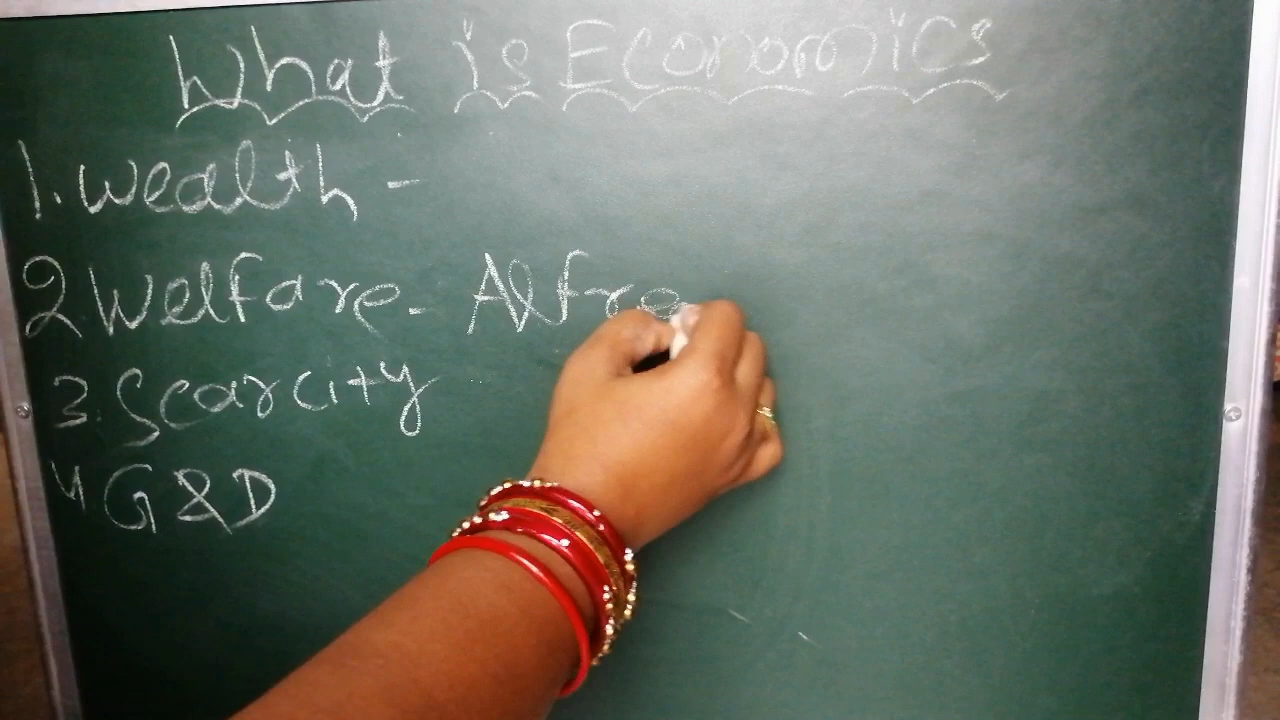 What is Economics
1. Wealth -
2 Welfare - Alfre
3. Scarcity
4 G&D